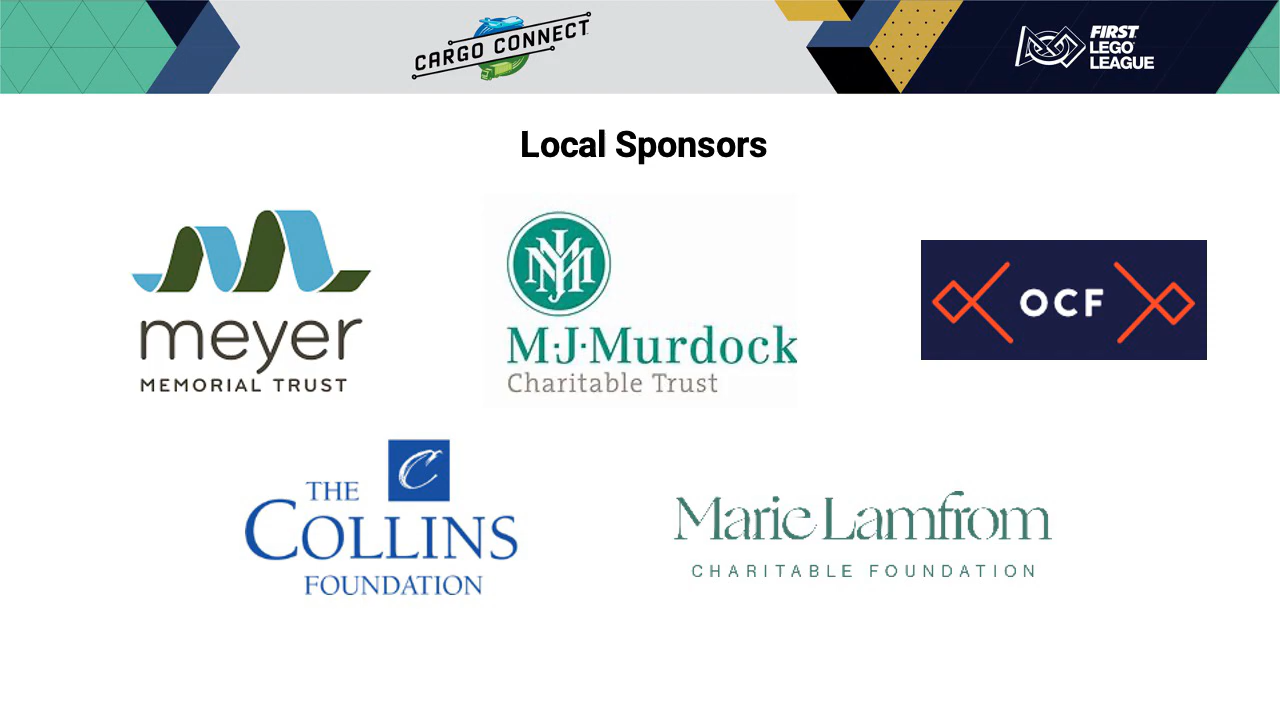 CARGO CONNECT
FIRST
LEGO
LEAGUE
Local Sponsors
meyer
MEMORIAL TRUST
M·J·Murdock
Charitable Trust
OCF
THE
COLLINS
FOUNDATION
Marie Lamfrom
CHARITABLE FOUNDATION